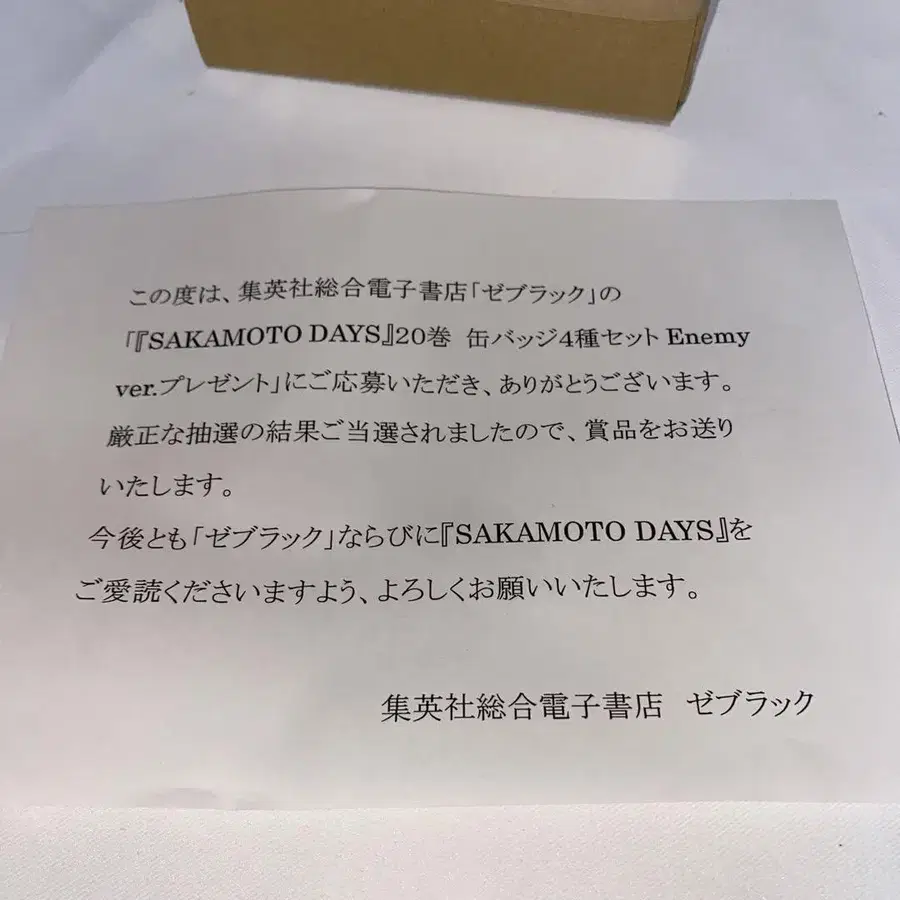 この度は、集英社総合電子書店「ゼブラック」の
「『SAKAMOTO DAYS』20巻 缶バッジ4種セット Enemy
ver.プレゼント」にご応募いただき、ありがとうございます。
厳正な抽選の結果ご当選されましたので、賞品をお送り
いたします。
今後とも「ゼブラック」ならびに『SAKAMOTO DAYS』を
ご愛読くださいますよう、よろしくお願いいたします。
集英社総合電子書店 ゼブラック